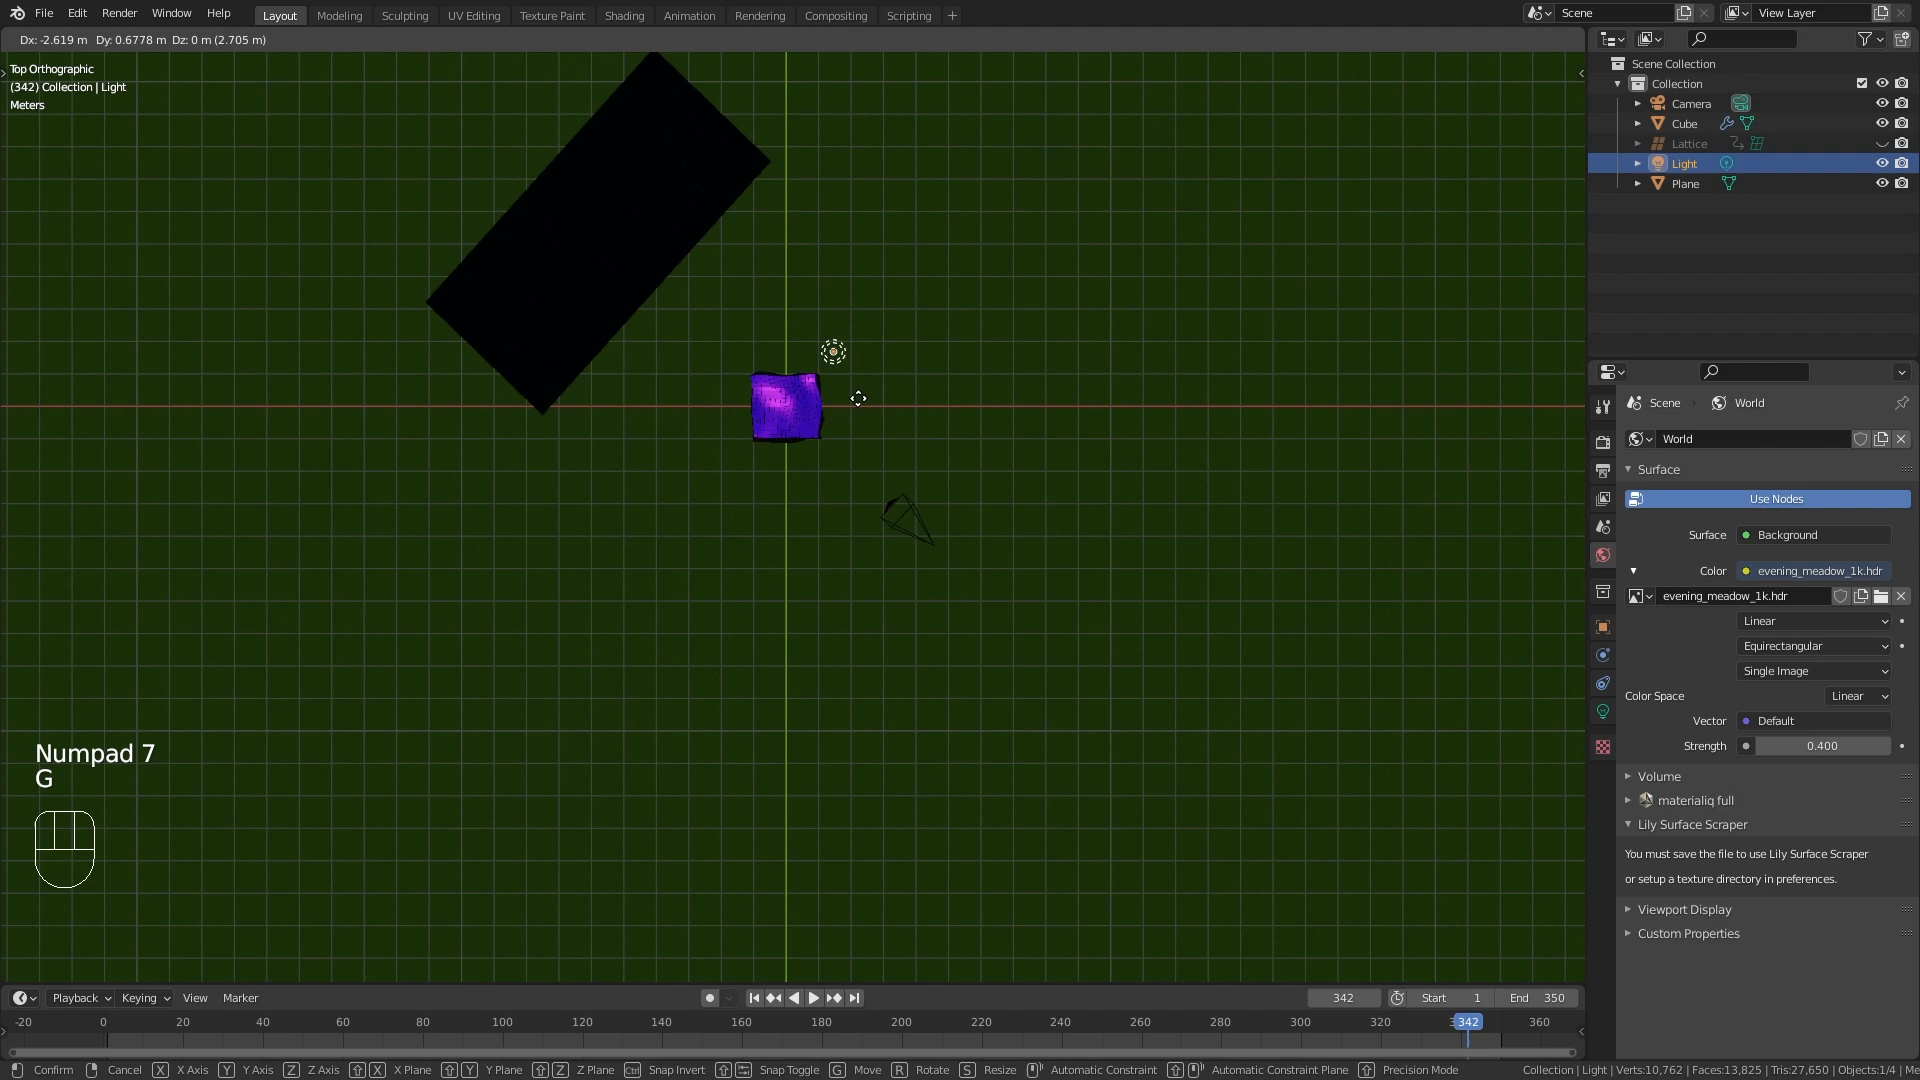 File Edit Render Window Help Layout Modeling Sculpting UV Editing Texture Paint Shading Animation Rendering Compositing Scripting + Scene View Layer
Dx: -2.619 m Dy: 0.6778 m Dz: 0 m (2.705 m)
Top Orthographic
(342) Collection | Light
Meters
Scene Collection
Collection
Camera
Cube
Lattice
Light
Plane
Scene World
World
Surface
Use Nodes
Surface Background
Color evening_meadow_1k.hdr
evening_meadow_1k.hdr
Linear
Equirectangular
Single Image
Color Space Linear
Vector Default
Strength 0.400
Volume
materialiq full
Lily Surface Scraper
You must save the file to use Lily Surface Scraper
or setup a texture directory in preferences.
Viewport Display
Custom Properties
Numpad 7
G
Playback Keying View Marker 342 Start 1 End 350
-20 0 20 40 60 80 100 120 140 160 180 200 220 240 260 280 300 320 342 360
Confirm Cancel X X Axis Y Y Axis Z Z Axis X X Plane Y Y Plane Z Z Plane Ctrl Snap Invert Snap Toggle G Move R Rotate S Resize Automatic Constraint Automatic Constraint Plane Precision Mode Collection | Light | Verts:10,762 | Faces:13,825 | Tris:27,650 | Objects:1/4 | Me